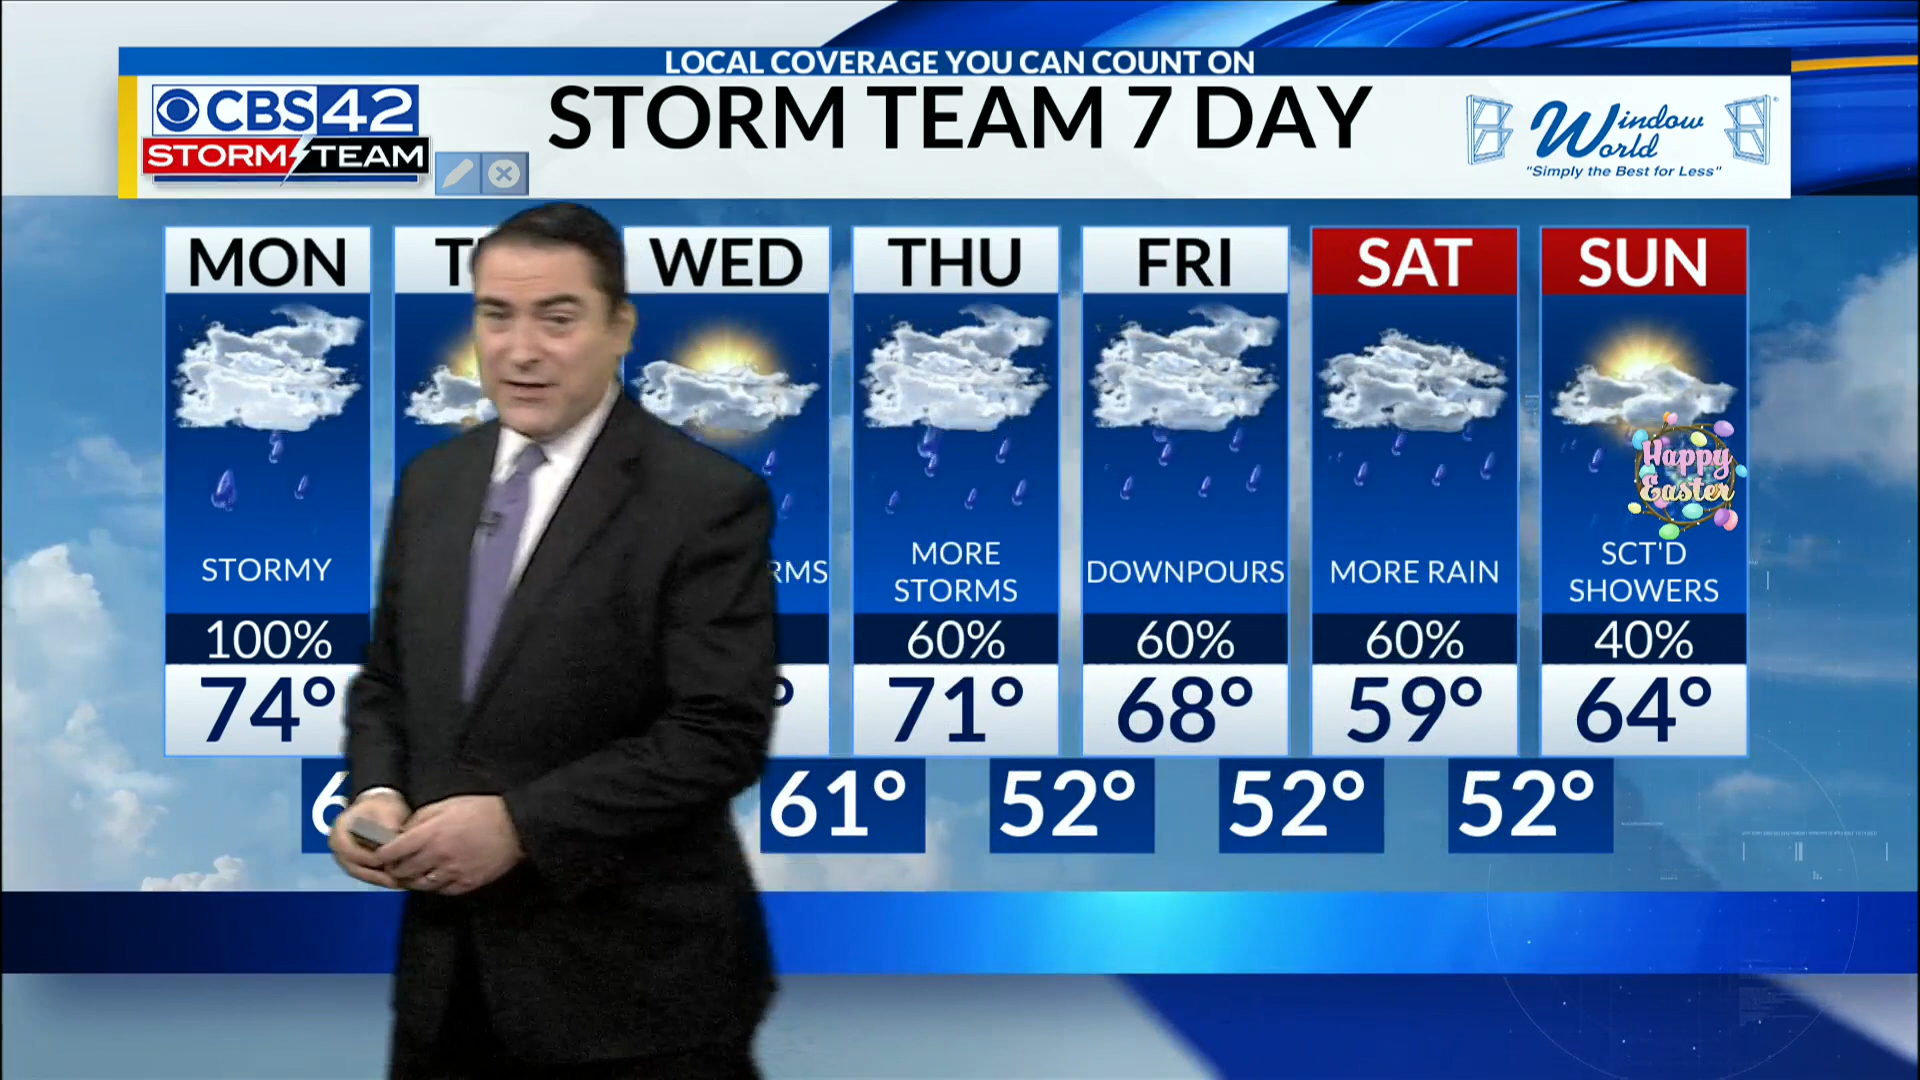 LOCAL COVERAGE YOU CAN COUNT ON
CBS 42
STORM TEAM
STORM TEAM 7 DAY
Window World
"Simply the Best for Less"
MON WED THU FRI SAT SUN
Happy
Easter
STORMY
MORE STORMS
DOWNPOURS
MORE RAIN
SCT'D SHOWERS
100% 60% 60% 60% 40%
74° 71° 68° 59° 64°
61° 52° 52° 52°